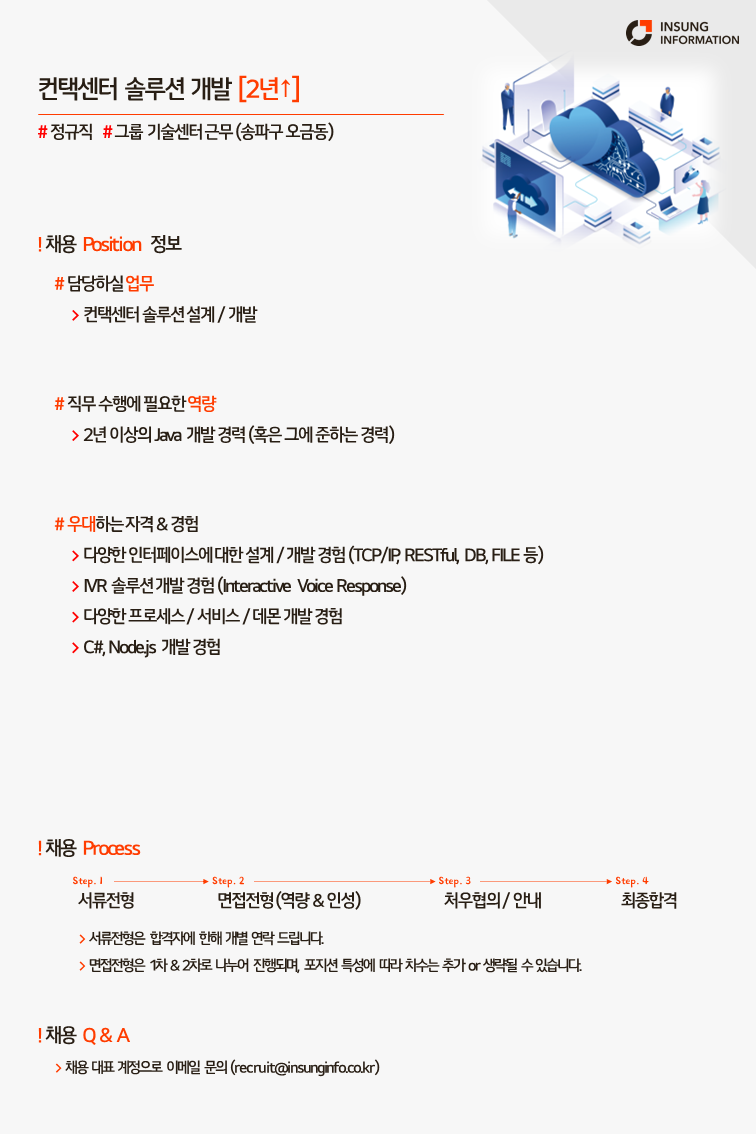 INSUNG
INFORMATION
컨택센터 솔루션 개발 [2년↑]
# 정규직 # 그룹 기술센터 근무 (송파구 오금동)
! 채용 Position 정보
# 담당하실 업무
> 컨택센터 솔루션 설계 / 개발
# 직무 수행에 필요한 역량
> 2년 이상의 Java 개발 경력 (혹은 그에 준하는 경력)
# 우대하는 자격 & 경험
> 다양한 인터페이스에 대한 설계 / 개발 경험 (TCP/IP, RESTful, DB, FILE 등)
> IVR 솔루션 개발 경험 (Interactive Voice Response)
> 다양한 프로세스 / 서비스 / 데몬 개발 경험
> C#, Node.js 개발 경험
! 채용 Process
Step. 1 Step. 2 Step. 3 Step. 4
서류전형 면접전형 (역량 & 인성) 처우협의 / 안내 최종합격
> 서류전형은 합격자에 한해 개별 연락 드립니다.
> 면접전형은 1차 & 2차로 나누어 진행되며, 포지션 특성에 따라 차수는 추가 or 생략될 수 있습니다.
! 채용 Q & A
> 채용 대표 계정으로 이메일 문의 (recruit@insunginfo.co.kr)